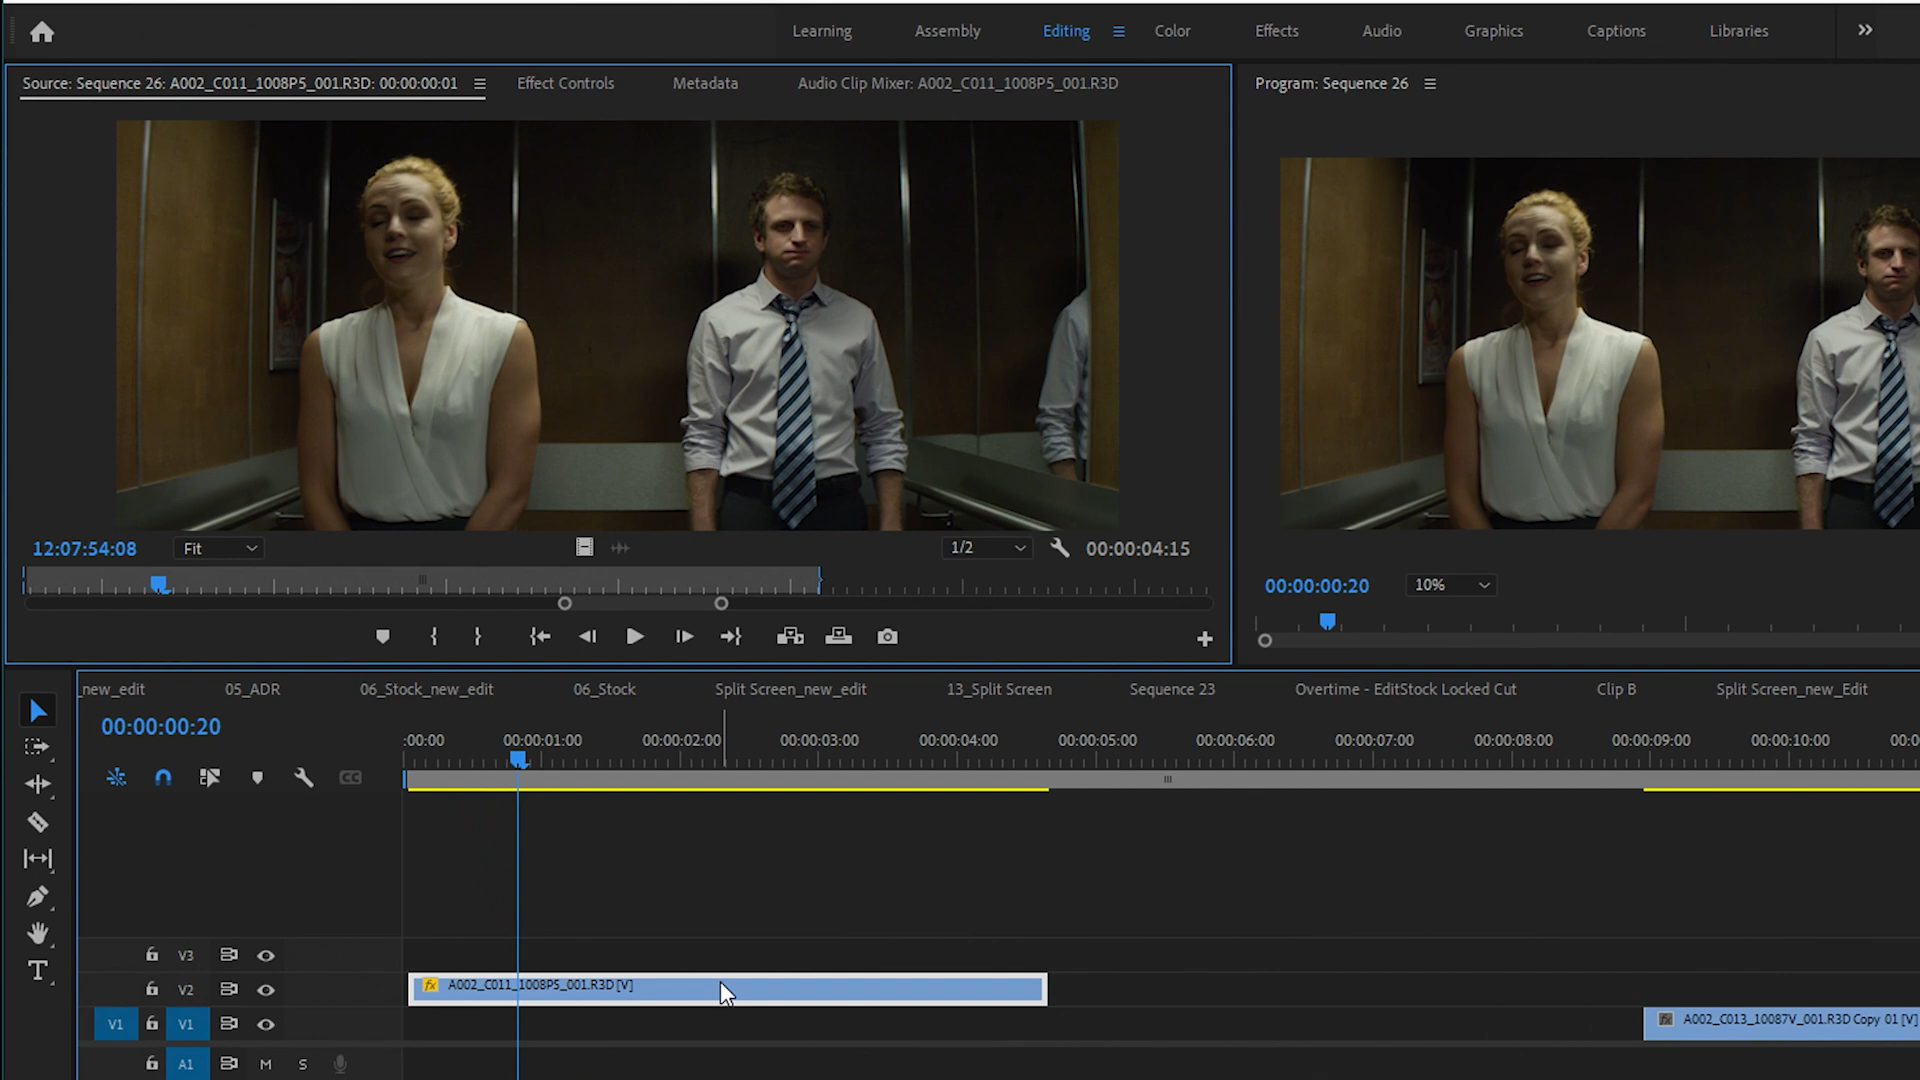 Learning Assembly Editing Color Effects Audio Graphics Captions Libraries
Source: Sequence 26: A002_C011_1008P5_001.R3D: 00:00:00:01 Effect Controls Metadata Audio Clip Mixer: A002_C011_1008P5_001.R3D
Program: Sequence 26
12:07:54:08 Fit 1/2 00:00:04:15
00:00:00:20 10%
_new_edit 05_ADR 06_Stock_new_edit 06_Stock Split Screen_new_edit 13_Split Screen Sequence 23 Overtime - EditStock Locked Cut Clip B Split Screen_new_Edit
00:00:00:20
:00:00 00:00:01:00 00:00:02:00 00:00:03:00 00:00:04:00 00:00:05:00 00:00:06:00 00:00:07:00 00:00:08:00 00:00:09:00 00:00:10:00 00:0
CC
V3
V2 fx A002_C011_1008P5_001.R3D [V]
V1 V1 fx A002_C013_10087V_001.R3D Copy 01 [V]
A1 M S